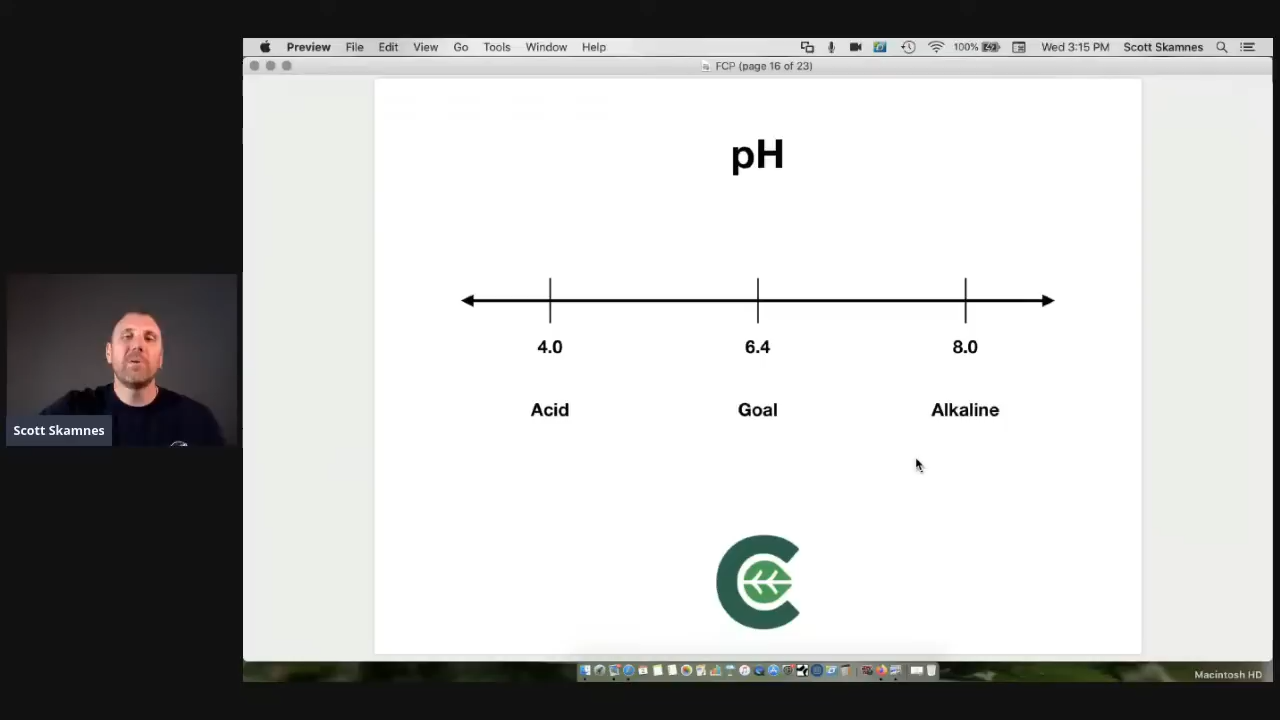 Preview File Edit View Go Tools Window Help 100% Wed 3:15 PM Scott Skamnes
FCP (page 16 of 23)
pH
4.0 6.4 8.0
Acid Goal Alkaline
Scott Skamnes
Macintosh HD